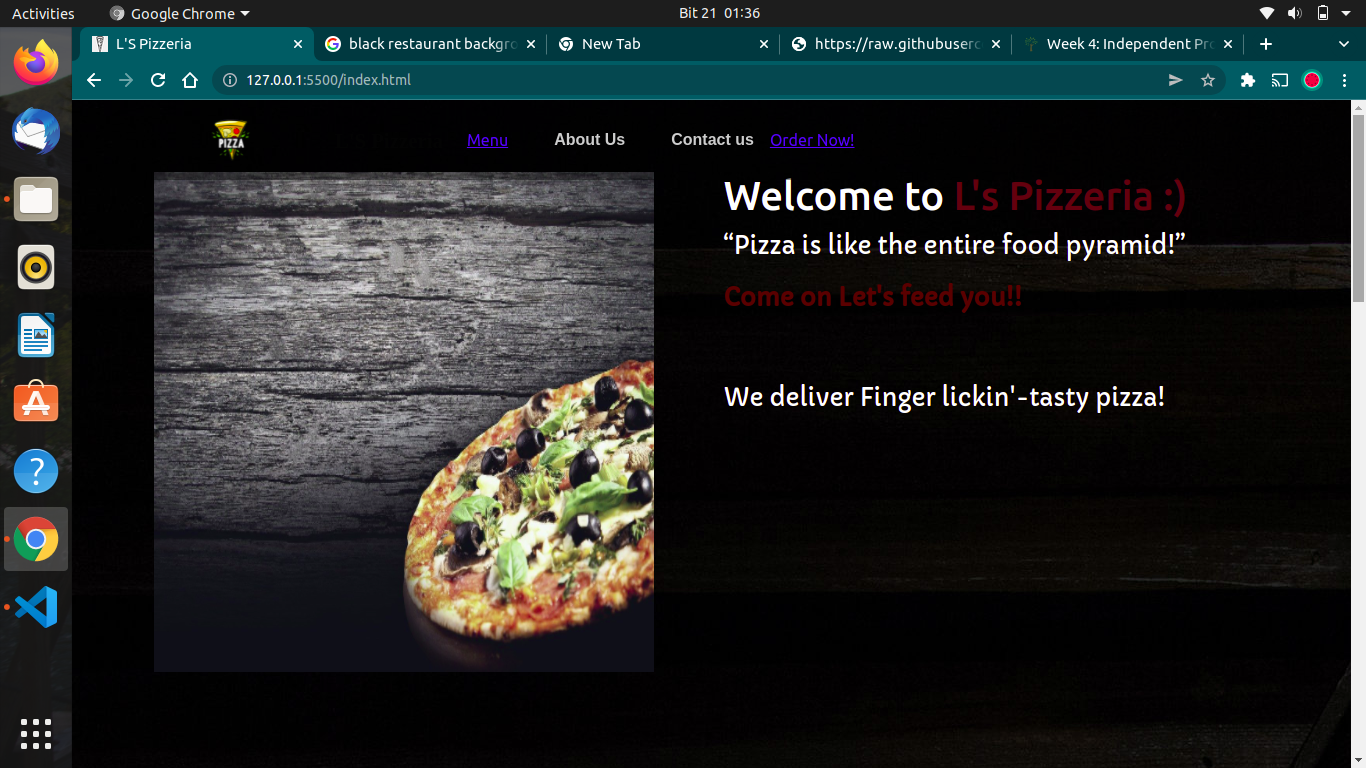 Activities Google Chrome Bit 21 01:36
L'S Pizzeria black restaurant backgro New Tab https://raw.githubuserc Week 4: Independent Pro
127.0.0.1:5500/index.html
PIZZA Menu About Us Contact us Order Now!
Welcome to L's Pizzeria :)
“Pizza is like the entire food pyramid!”
Come on Let's feed you!!
We deliver Finger lickin'-tasty pizza!